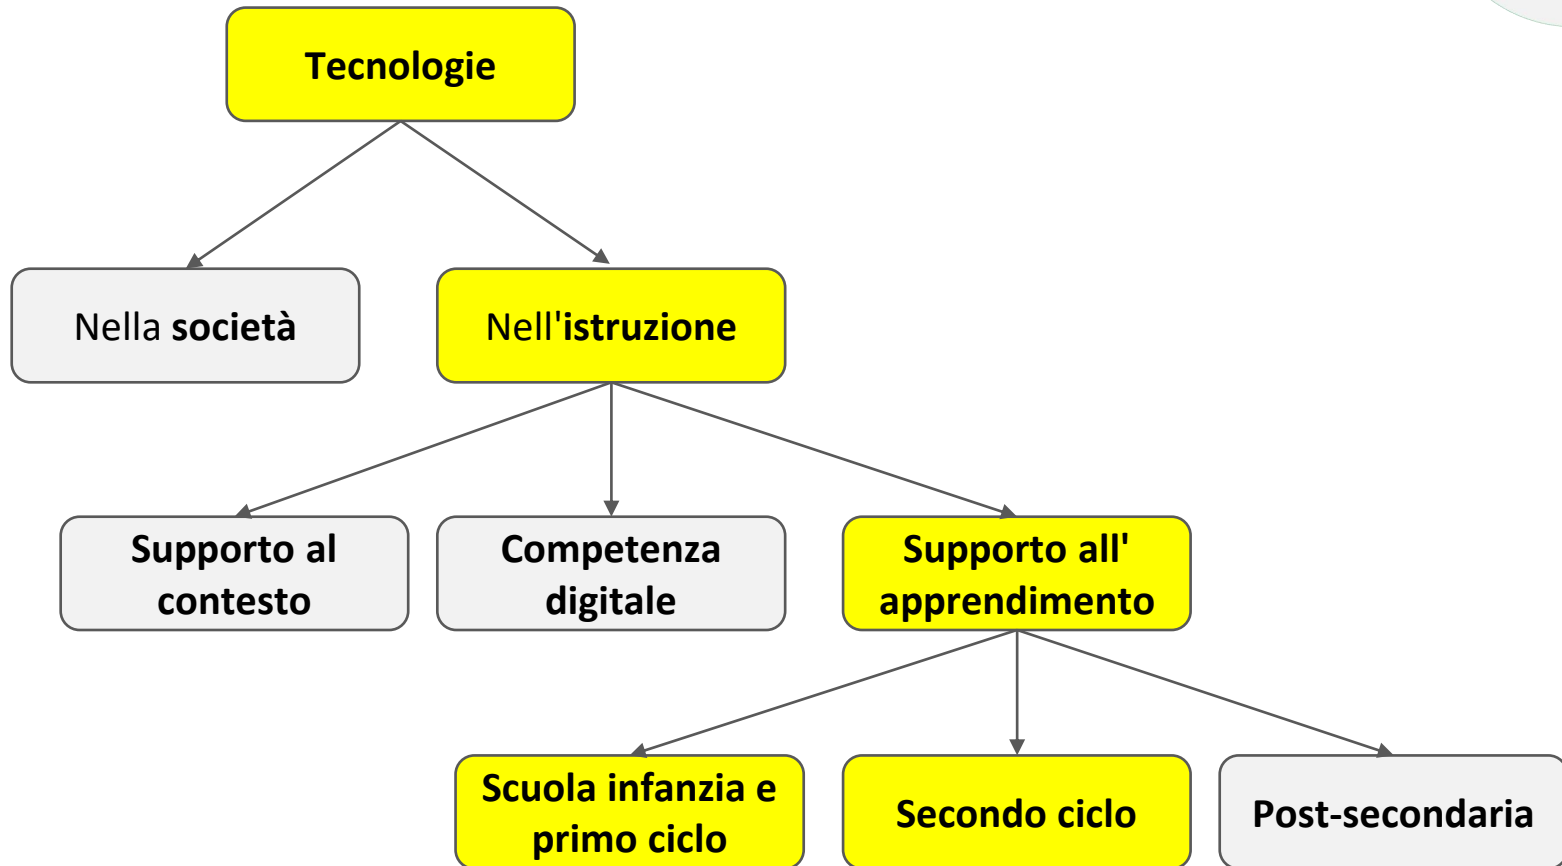 Tecnologie
Nella società
Nell'istruzione
Supporto al
contesto
Competenza
digitale
Supporto all'
apprendimento
Scuola infanzia e
primo ciclo
Secondo ciclo
Post-secondaria